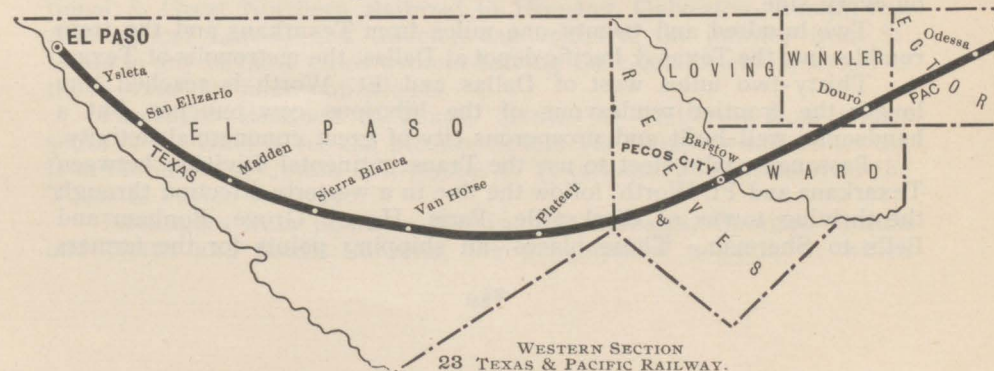 EL PASO
Ysleta
San Elizario
EL PASO
TEXAS
Madden
Sierra Blanca
Van Horse
Plateau
&
REEVES
PECOS CITY
Barstow
LOVING
WINKLER
WARD
Douro
ECTOR
PAC
Odessa
WESTERN SECTION
23 TEXAS & PACIFIC RAILWAY.